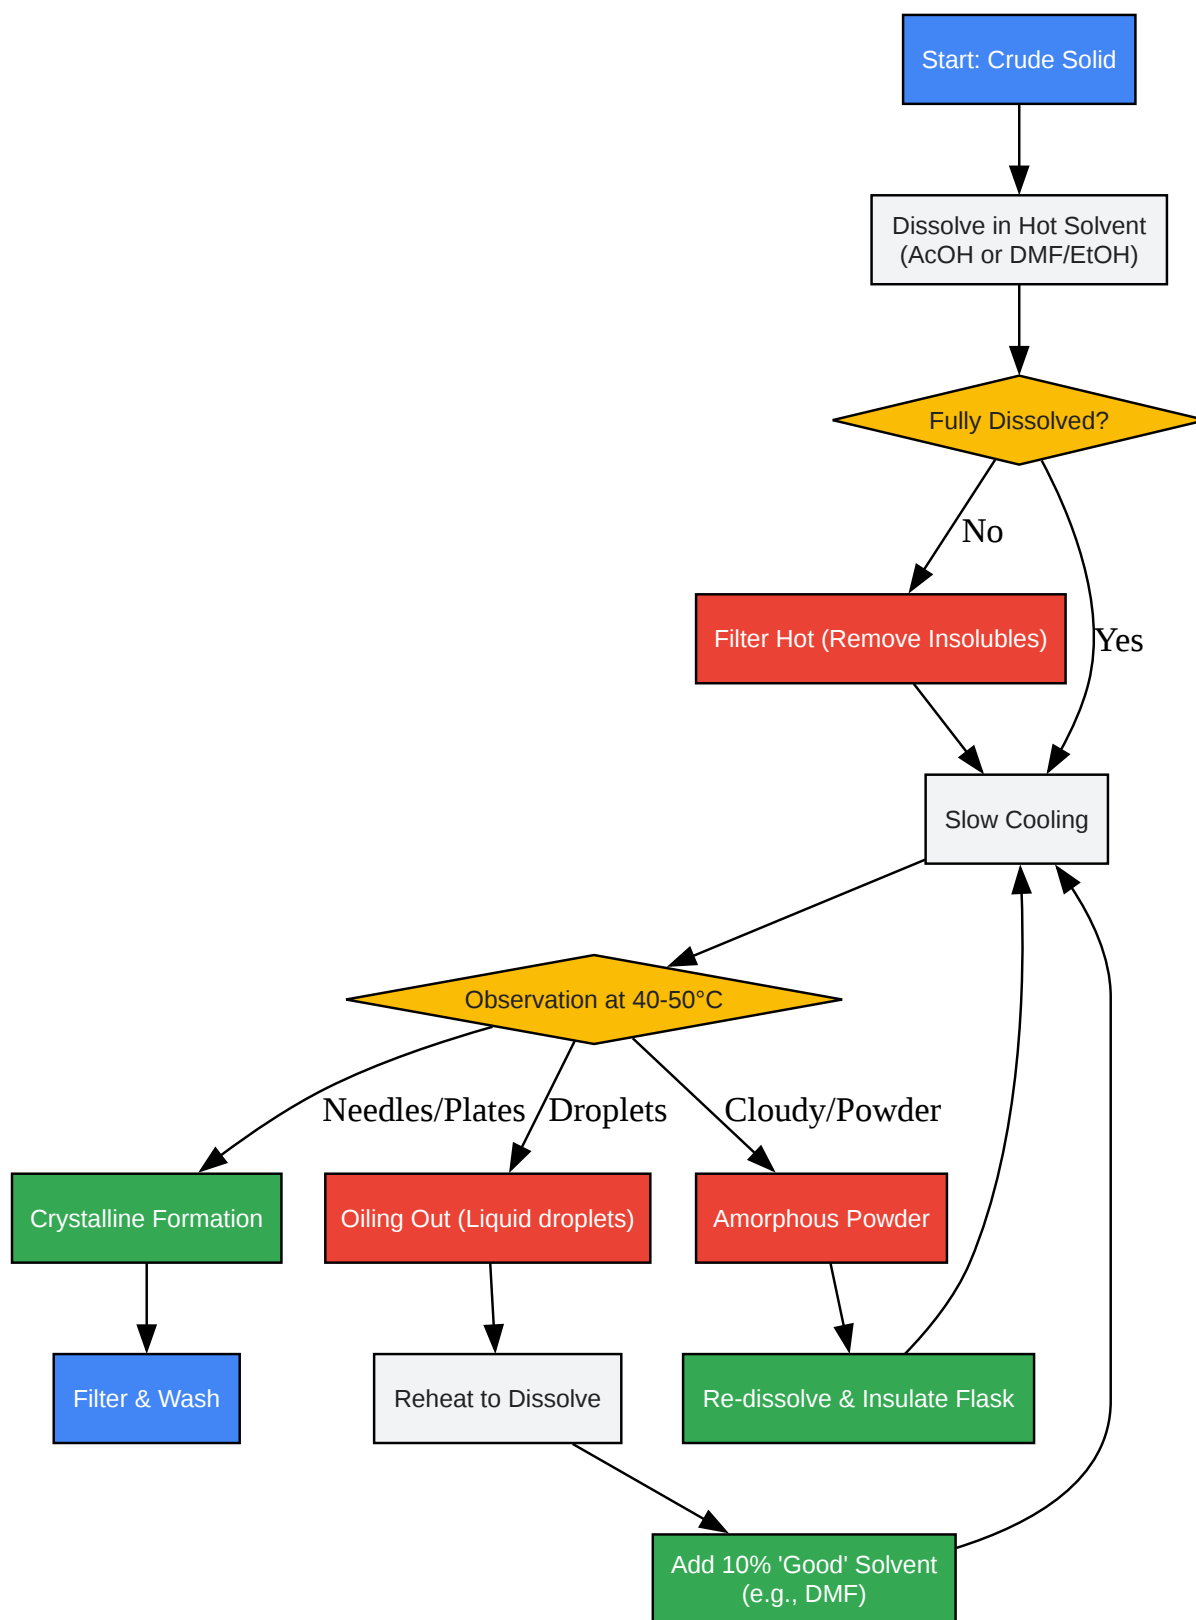 Start: Crude Solid
Dissolve in Hot Solvent
(AcOH or DMF/EtOH)
Fully Dissolved?
No
Filter Hot (Remove Insolubles)
Yes
Slow Cooling
Observation at 40-50°C
Needles/Plates
Droplets
Cloudy/Powder
Crystalline Formation
Oiling Out (Liquid droplets)
Amorphous Powder
Filter & Wash
Reheat to Dissolve
Re-dissolve & Insulate Flask
Add 10% 'Good' Solvent
(e.g., DMF)